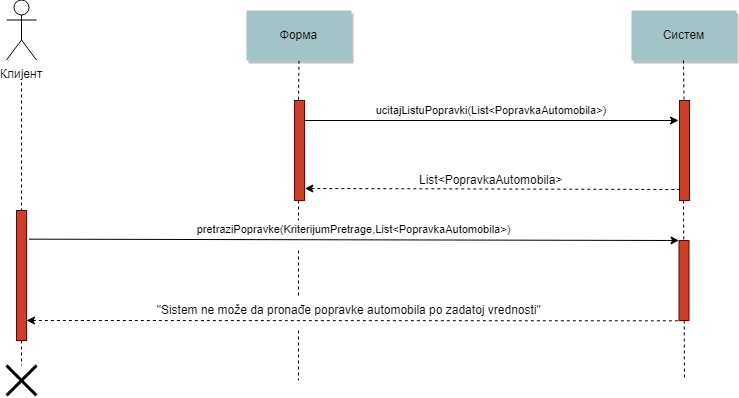 Форма
Систем
Клијент
ucitajListuPopravki(List<PopravkaAutomobila>)
List<PopravkaAutomobila>
pretraziPopravke(KriterijumPretrage,List<PopravkaAutomobila>)
"Sistem ne može da pronađe popravke automobila po zadatoj vrednosti"